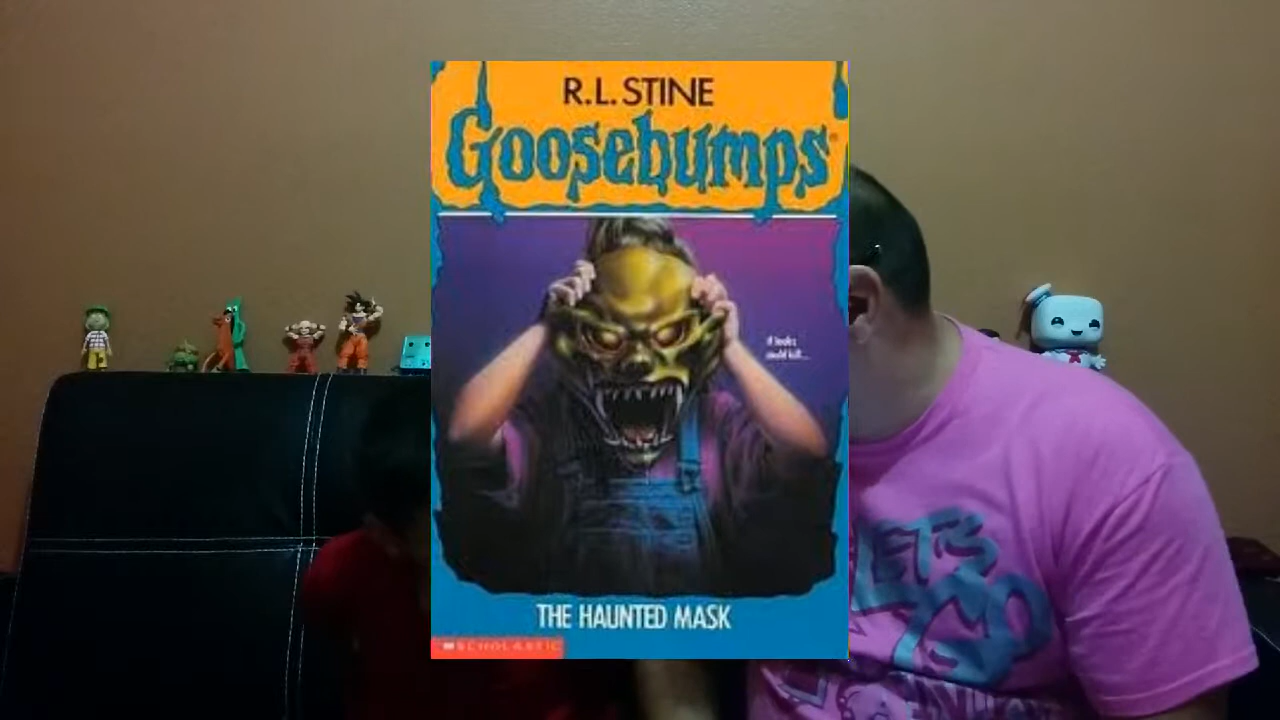 R.L. STINE
Goosebumps
If looks
could kill...
THE HAUNTED MASK
SCHOLASTIC
LET'S
GO